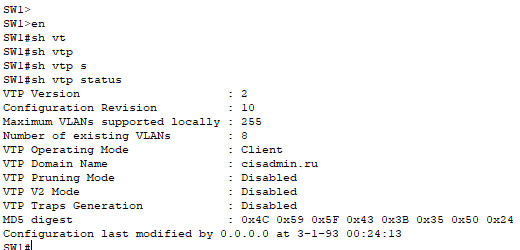 SW1>
SW1>en
SW1#sh vt
SW1#sh vtp
SW1#sh vtp s
SW1#sh vtp status
VTP Version                     : 2
Configuration Revision          : 10
Maximum VLANs supported locally : 255
Number of existing VLANs        : 8
VTP Operating Mode              : Client
VTP Domain Name                 : cisadmin.ru
VTP Pruning Mode                : Disabled
VTP V2 Mode                     : Disabled
VTP Traps Generation            : Disabled
MD5 digest                      : 0x4C 0x59 0x5F 0x43 0x3B 0x35 0x50 0x24
Configuration last modified by 0.0.0.0 at 3-1-93 00:24:13
SW1#